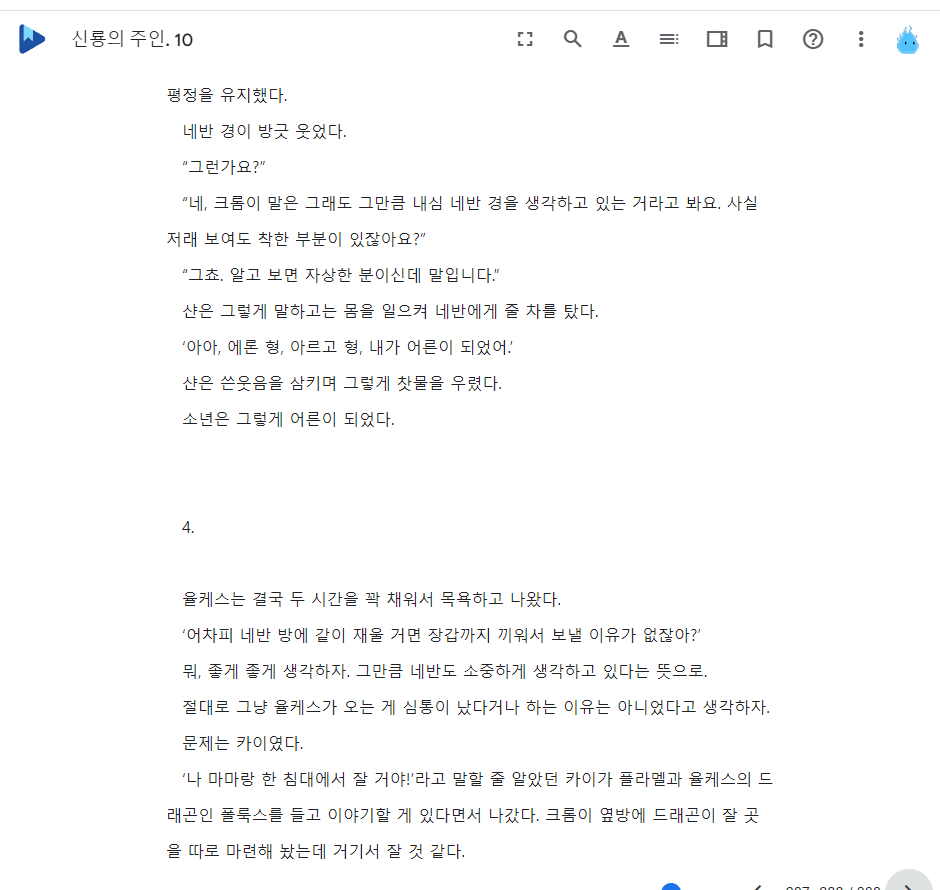 신룡의 주인. 10
평정을 유지했다.
네반 경이 방긋 웃었다.
“그런가요?”
“네, 크롬이 말은 그래도 그만큼 내심 네반 경을 생각하고 있는 거라고 봐요. 사실
저래 보여도 착한 부분이 있잖아요?”
“그쵸. 알고 보면 자상한 분이신데 말입니다.”
샨은 그렇게 말하고는 몸을 일으켜 네반에게 줄 차를 탔다.
‘아아, 에론 형, 아르고 형, 내가 어른이 되었어.’
샨은 쓴웃음을 삼키며 그렇게 찻물을 우렸다.
소년은 그렇게 어른이 되었다.
4.
율케스는 결국 두 시간을 꽉 채워서 목욕하고 나왔다.
‘어차피 네반 방에 같이 재울 거면 장갑까지 끼워서 보낼 이유가 없잖아?’
뭐, 좋게 좋게 생각하자. 그만큼 네반도 소중하게 생각하고 있다는 뜻으로.
절대로 그냥 율케스가 오는 게 심통이 났다거나 하는 이유는 아니었다고 생각하자.
문제는 카이였다.
‘나 마마랑 한 침대에서 잘 거야!’라고 말할 줄 알았던 카이가 플라멜과 율케스의 드
래곤인 폴룩스를 들고 이야기할 게 있다면서 나갔다. 크롬이 옆방에 드래곤이 잘 곳
을 따로 마련해 놨는데 거기서 잘 것 같다.